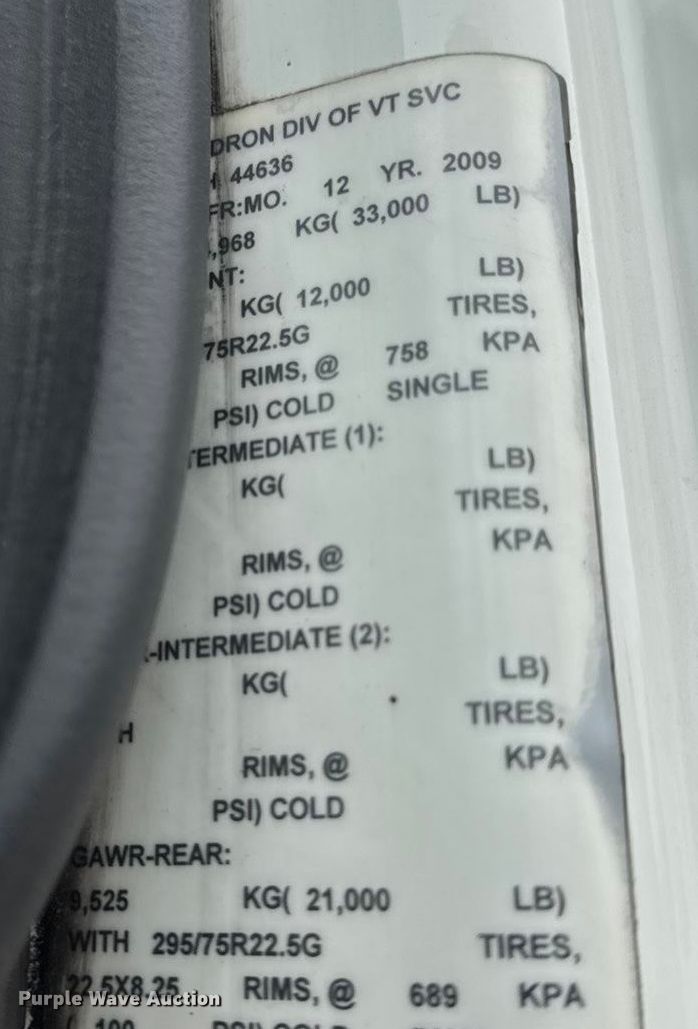 DRON DIV OF VT SVC
H 44636
FR:MO. 12 YR. 2009
,968 KG( 33,000 LB)
NT:
KG( 12,000 LB)
75R22.5G TIRES,
RIMS, @ 758 KPA
PSI) COLD SINGLE
TERMEDIATE (1):
KG( LB)
TIRES,
RIMS, @ KPA
PSI) COLD
-INTERMEDIATE (2):
KG( LB)
H TIRES,
RIMS, @ KPA
PSI) COLD
GAWR-REAR:
9,525 KG( 21,000 LB)
WITH 295/75R22.5G TIRES,
22.5X8.25 RIMS, @ 689 KPA
Purple Wave Auction
( 100